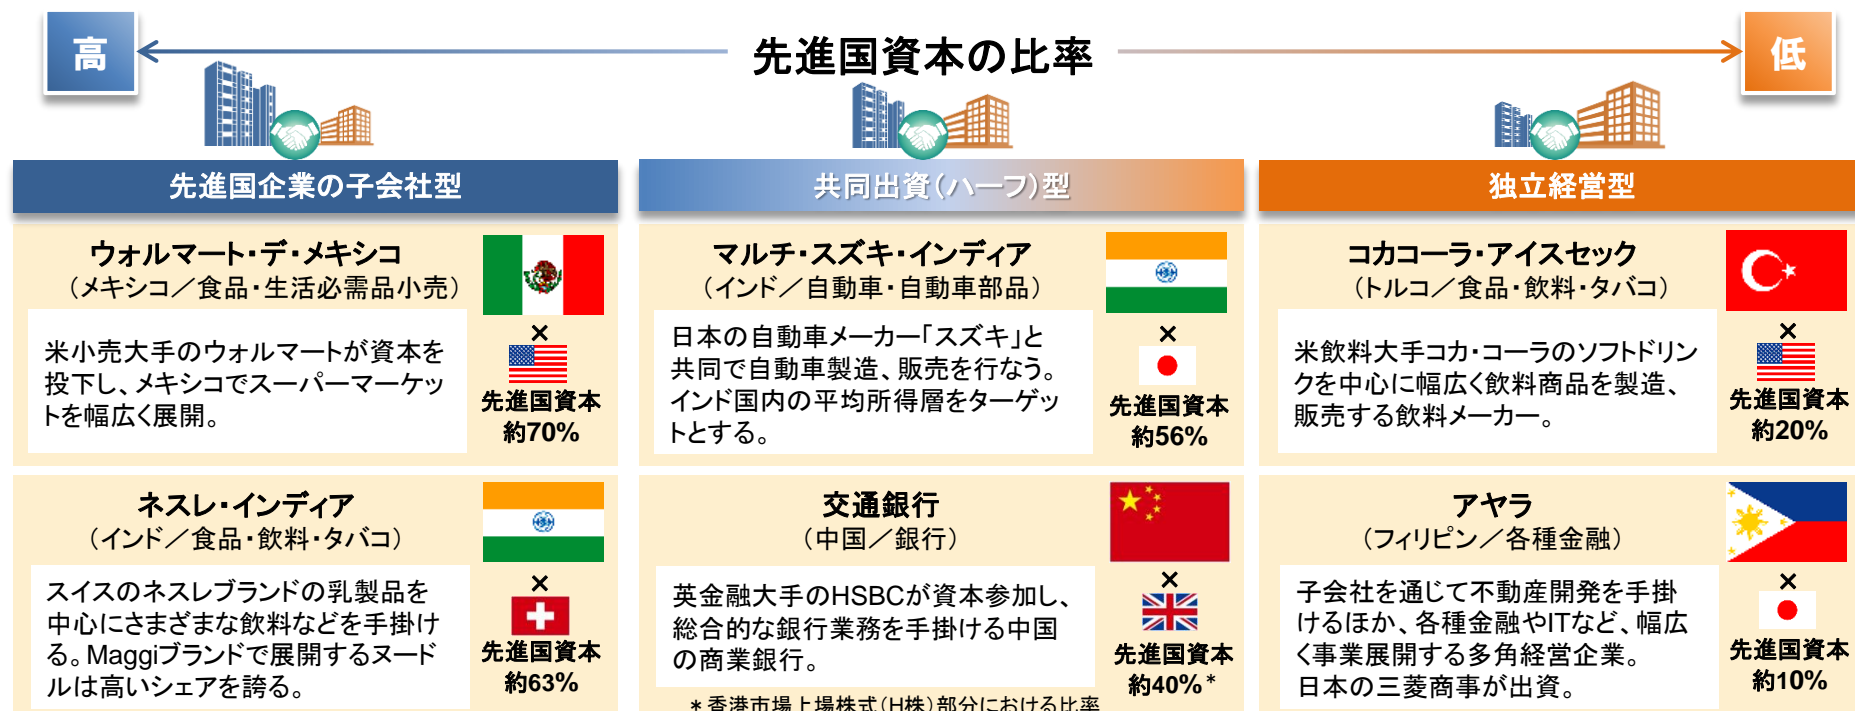 高
先進国資本の比率
低
先進国企業の子会社型
ウォルマート・デ・メキシコ
（メキシコ／食品・生活必需品小売）
米小売大手のウォルマートが資本を
投下し、メキシコでスーパーマーケッ
トを幅広く展開。
×
先進国資本
約70%
ネスレ・インディア
（インド／食品・飲料・タバコ）
スイスのネスレブランドの乳製品を
中心にさまざまな飲料などを手掛け
る。Maggiブランドで展開するヌード
ルは高いシェアを誇る。
×
先進国資本
約63%
共同出資（ハーフ）型
マルチ・スズキ・インディア
（インド／自動車・自動車部品）
日本の自動車メーカー「スズキ」と
共同で自動車製造、販売を行なう。
インド国内の平均所得層をターゲッ
トとする。
×
先進国資本
約56%
交通銀行
（中国／銀行）
英金融大手のHSBCが資本参加し、
総合的な銀行業務を手掛ける中国
の商業銀行。
×
先進国資本
約40%*
＊香港市場上場株式（H株）部分における比率
独立経営型
コカコーラ・アイスセック
（トルコ／食品・飲料・タバコ）
米飲料大手コカ・コーラのソフトドリン
クを中心に幅広く飲料商品を製造、
販売する飲料メーカー。
×
先進国資本
約20%
アヤラ
（フィリピン／各種金融）
子会社を通じて不動産開発を手掛
けるほか、各種金融やITなど、幅広
く事業展開する多角経営企業。
日本の三菱商事が出資。
×
先進国資本
約10%